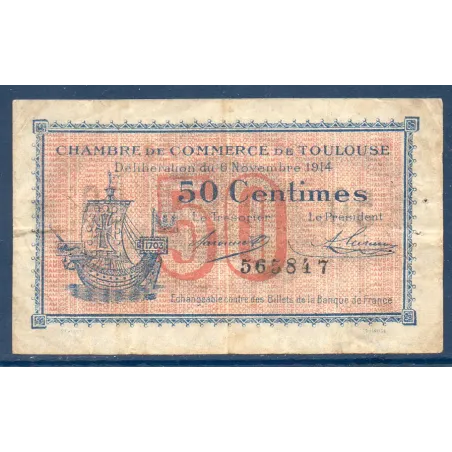 CHAMBRE DE COMMERCE DE TOULOUSE
Délibération du 6 Novembre 1914
50 Centimes
Le Trésorier Le Président
50
1703
565847
Echangeable contre des Billets de la Banque de France